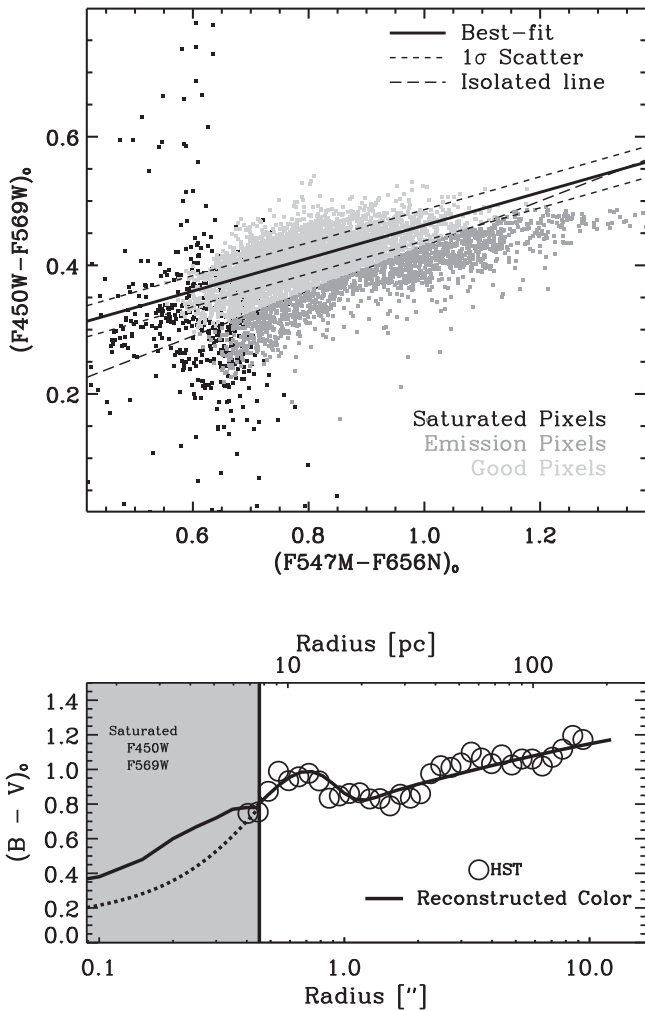 Best-fit
1σ Scatter
Isolated line
0.6
0.4
0.2
(F450W-F569W)₀
Saturated Pixels
Emission Pixels
Good Pixels
0.6 0.8 1.0 1.2
(F547M-F656N)₀
Radius [pc]
10 100
1.4
1.2
1.0
0.8
0.6
0.4
0.2
0.0
(B - V)₀
Saturated
F450W
F569W
HST
Reconstructed Color
0.1 1.0 10.0
Radius ["]